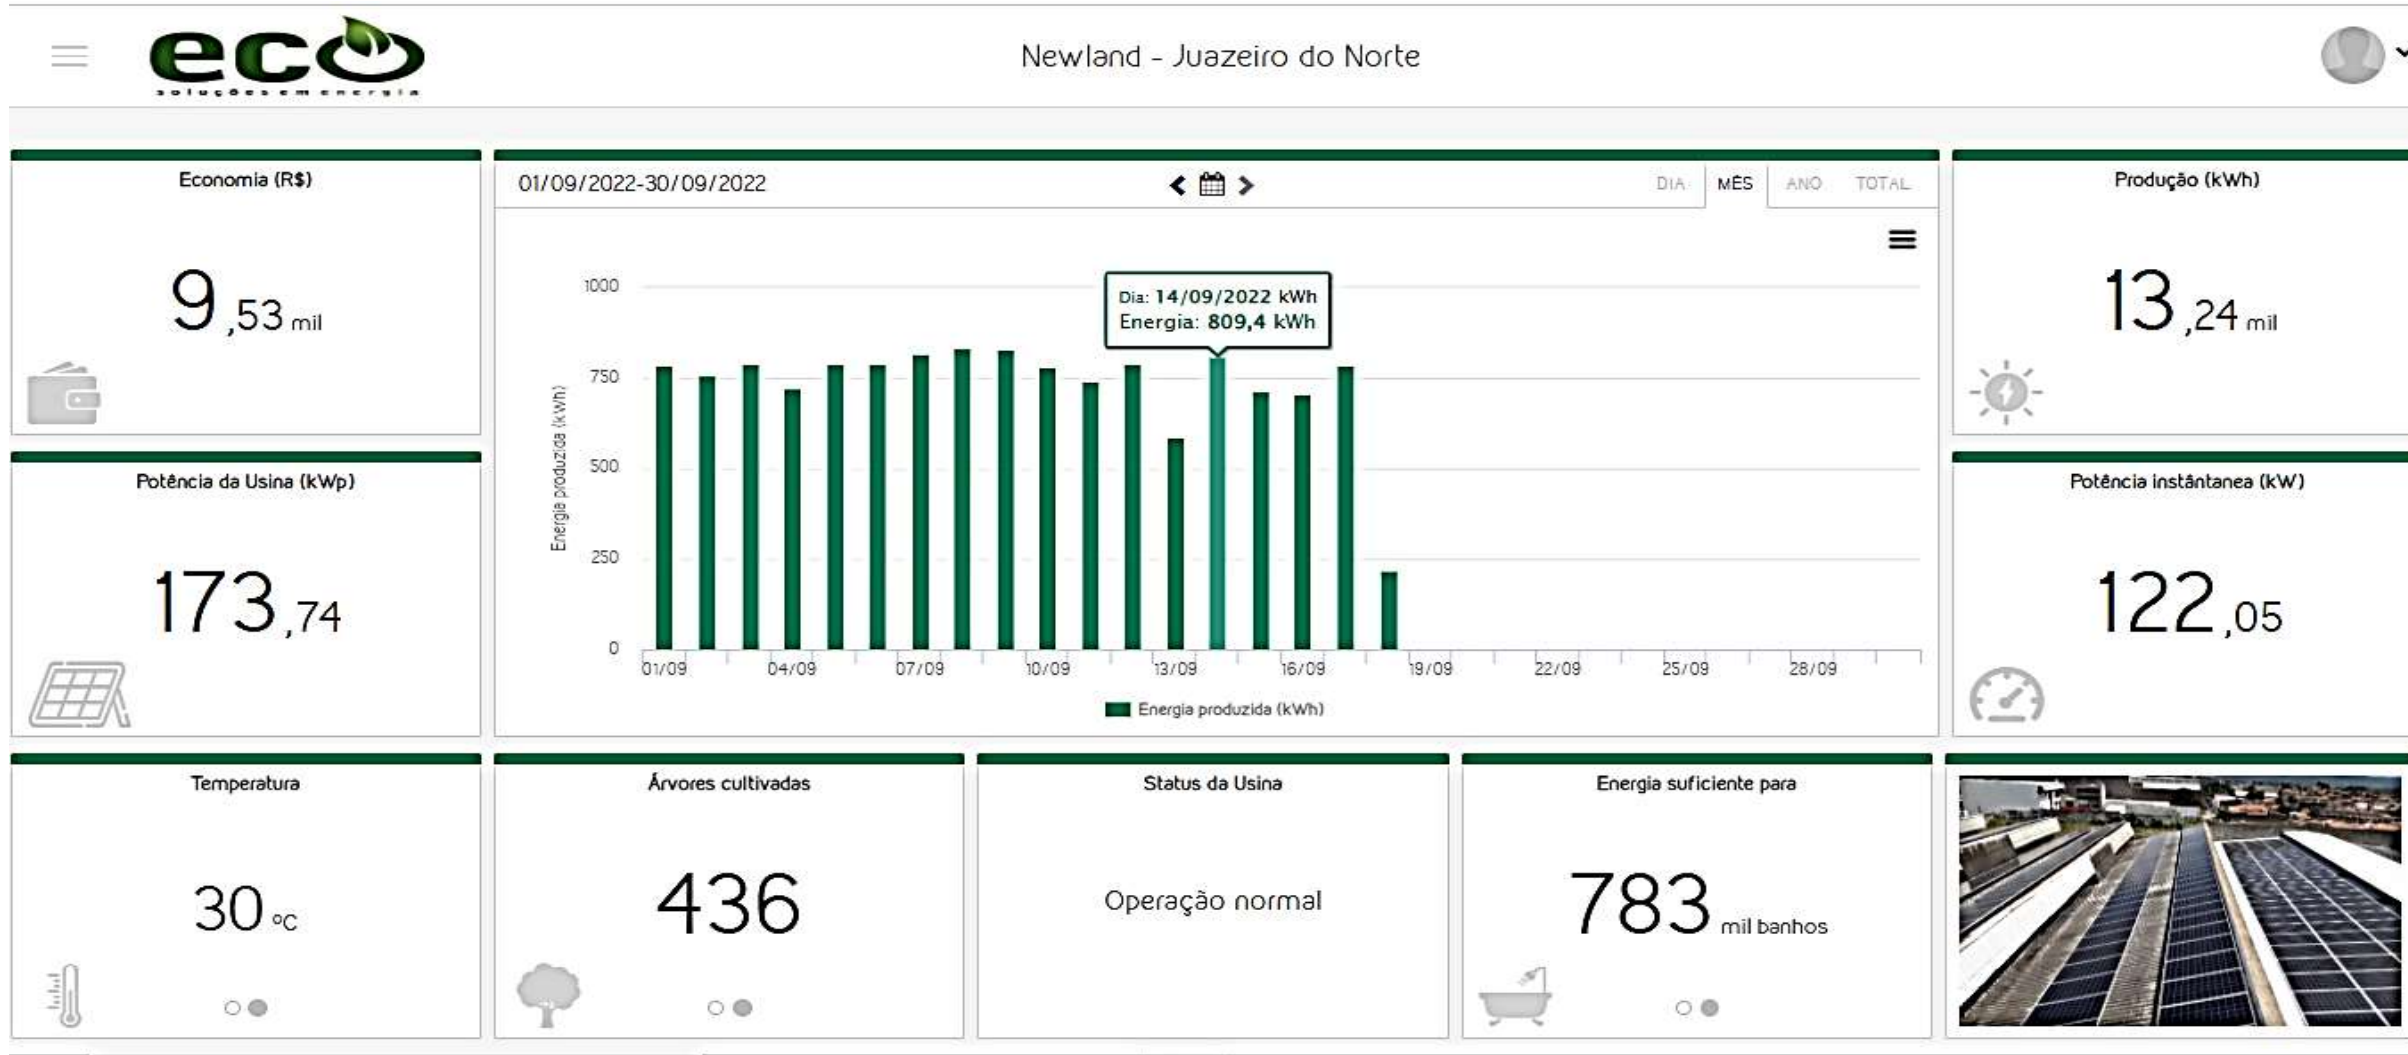 eco
soluções em energia
Newland - Juazeiro do Norte
Economia (R$)
9,53 mil
01/09/2022-30/09/2022
DIA MÊS ANO TOTAL
Produção (kWh)
13,24 mil
1000
750
500
250
0
Energia produzida (kWh)
Dia: 14/09/2022 kWh
Energia: 809,4 kWh
01/09 04/09 07/09 10/09 13/09 16/09 19/09 22/09 25/09 28/09
Energia produzida (kWh)
Potência da Usina (kWp)
173,74
Potência instântanea (kW)
122,05
Temperatura
30 ºC
Árvores cultivadas
436
Status da Usina
Operação normal
Energia suficiente para
783 mil banhos